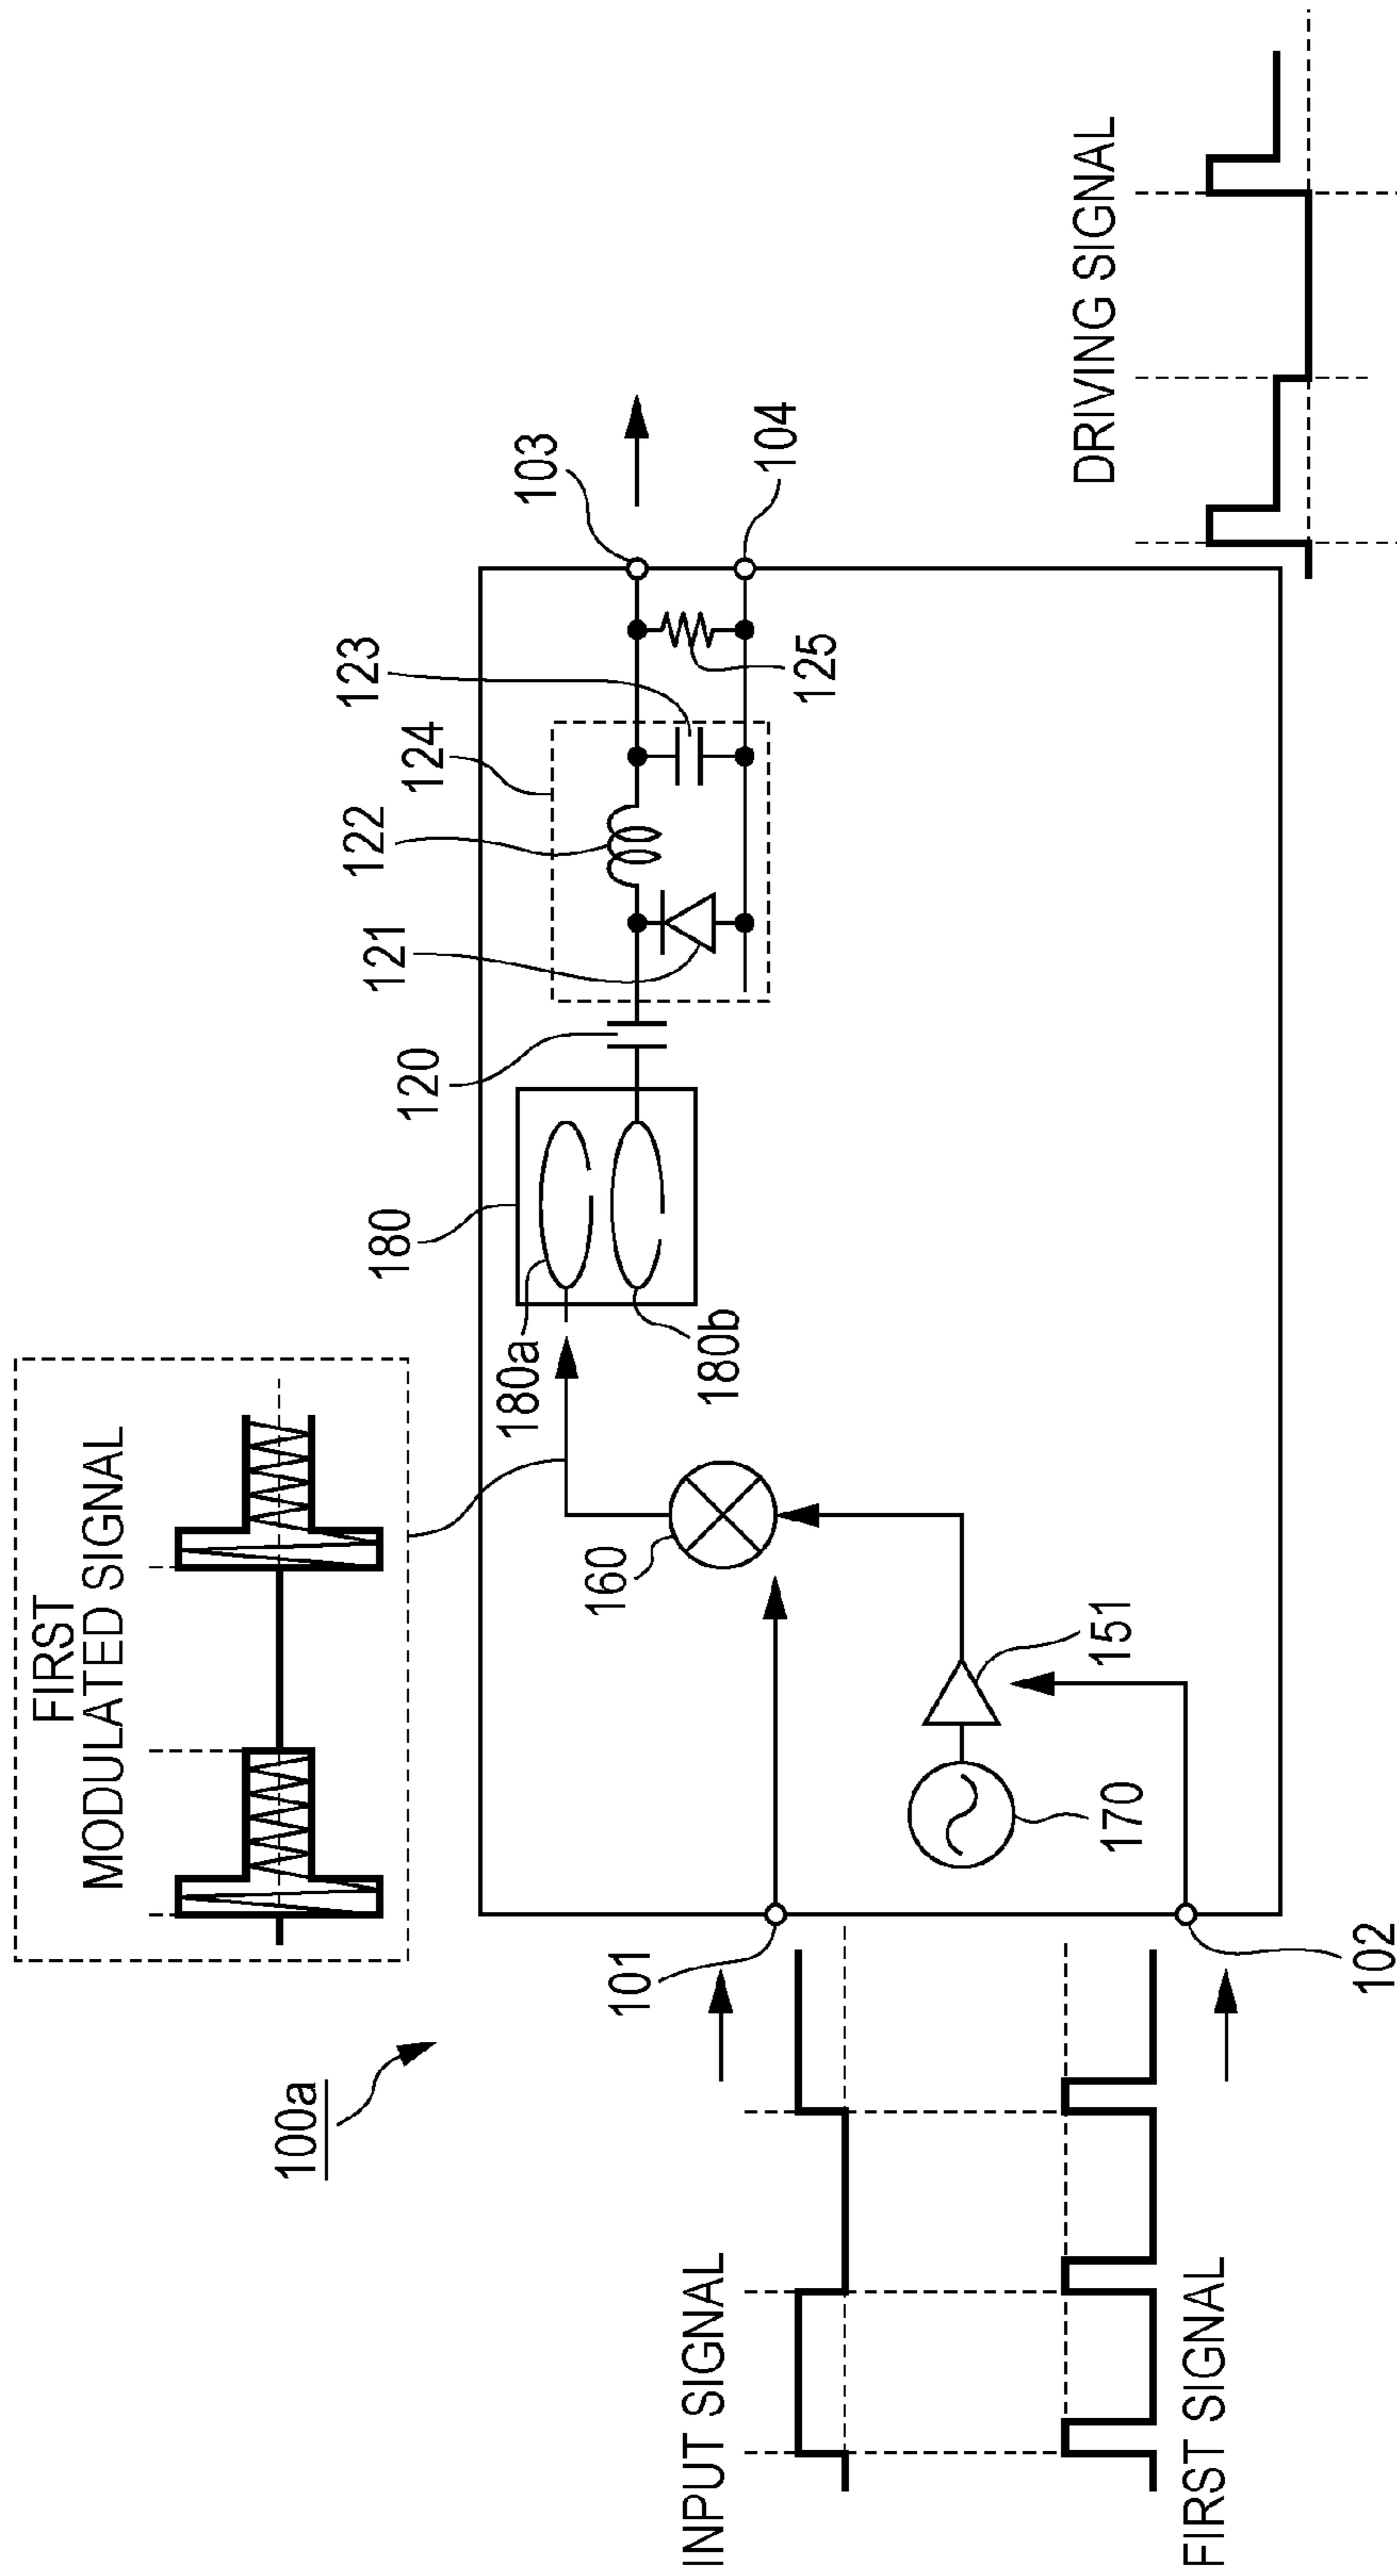 100a
FIRST
MODULATED SIGNAL
180
180a
180b
120
121
122
124
123
125
103
104
160
151
170
101
102
INPUT SIGNAL
FIRST SIGNAL
DRIVING SIGNAL